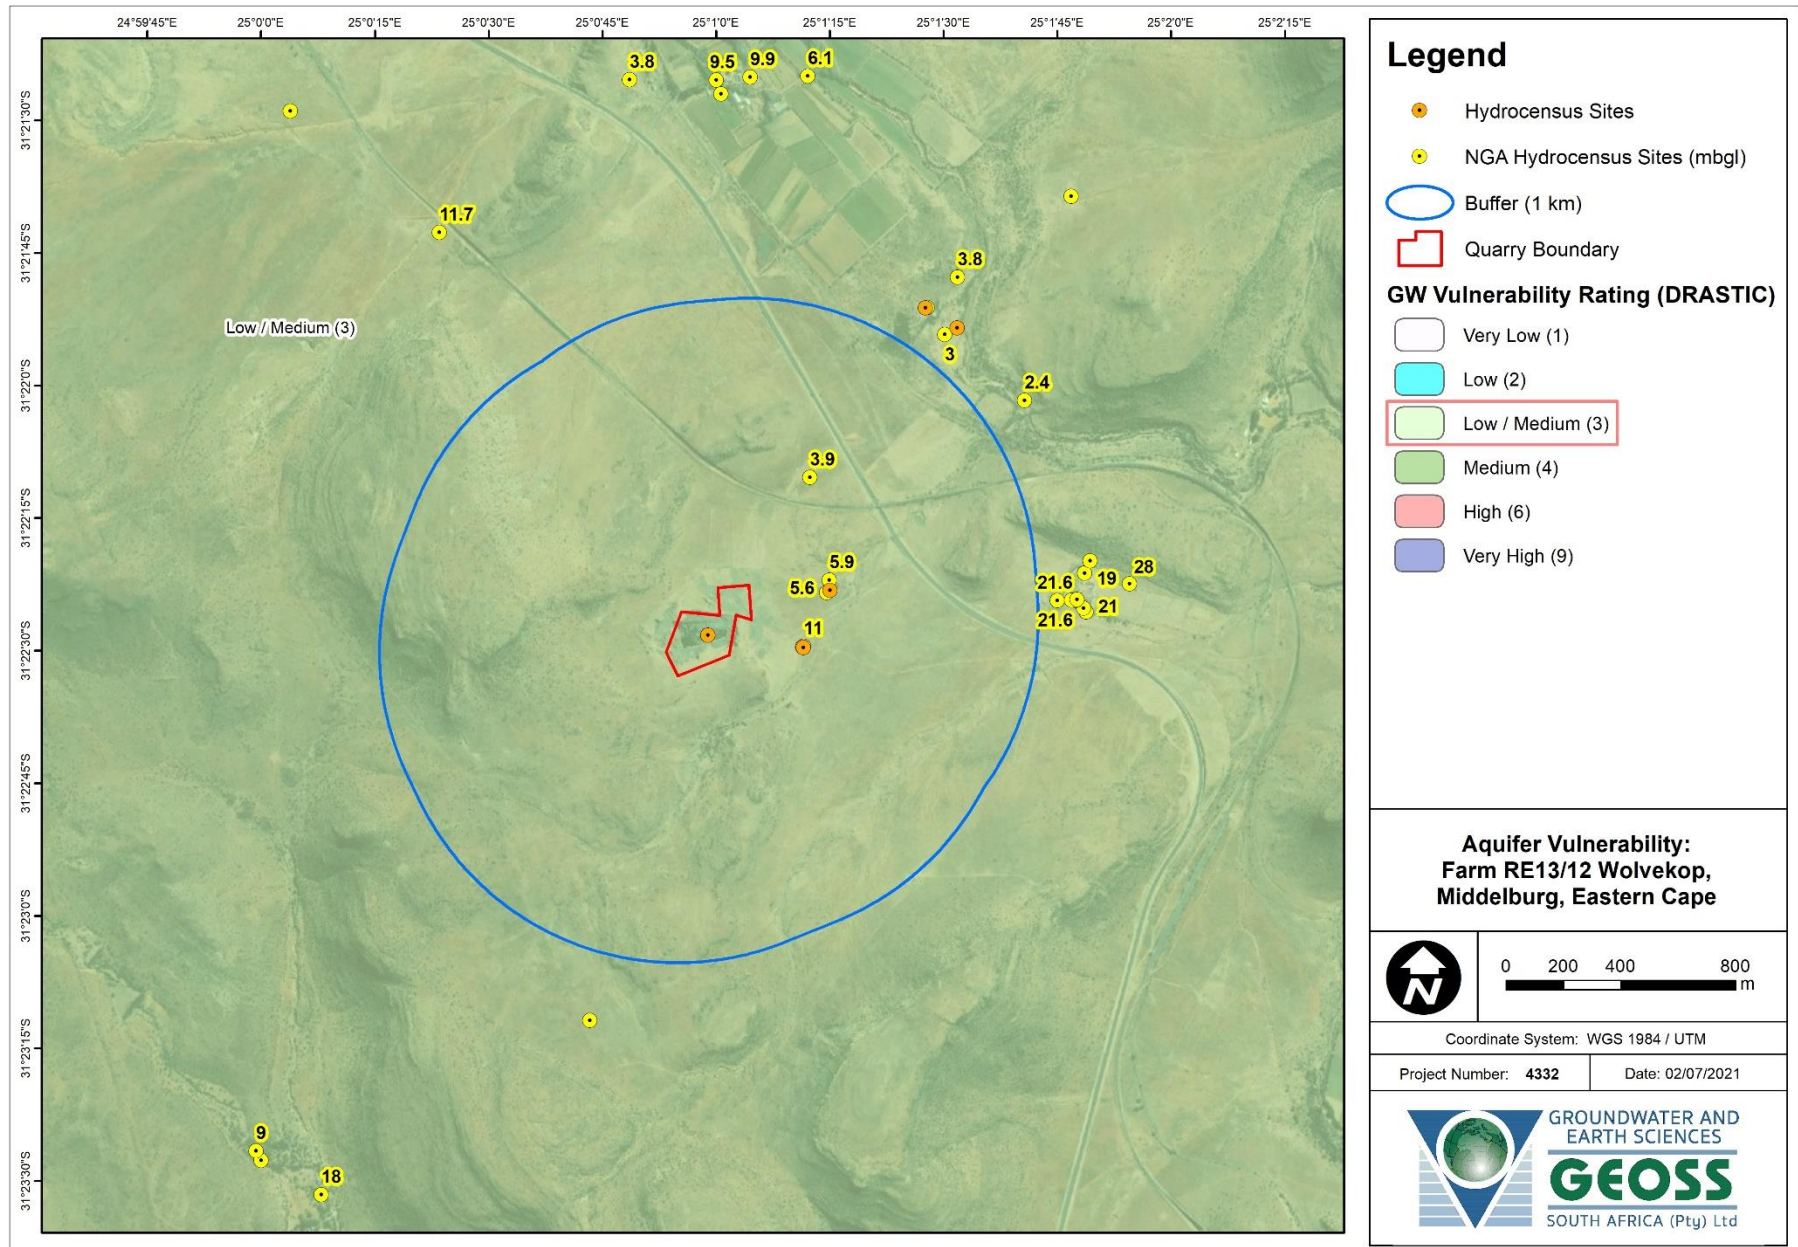 24°59'45"E
25°0'0"E
25°0'15"E
25°0'30"E
25°0'45"E
25°1'0"E
25°1'15"E
25°1'30"E
25°1'45"E
25°2'0"E
25°2'15"E
31°21'30"S
31°21'45"S
31°22'0"S
31°22'15"S
31°22'30"S
31°22'45"S
31°23'0"S
31°23'15"S
31°23'30"S
3.8
9.5
9.9
6.1
11.7
3.8
Low / Medium (3)
3
2.4
3.9
5.9
5.6
11
21.6
19
28
21.6
21
9
18
Legend
Hydrocensus Sites
NGA Hydrocensus Sites (mbgl)
Buffer (1 km)
Quarry Boundary
GW Vulnerability Rating (DRASTIC)
Very Low (1)
Low (2)
Low / Medium (3)
Medium (4)
High (6)
Very High (9)
Aquifer Vulnerability:
Farm RE13/12 Wolvekop,
Middelburg, Eastern Cape
N
0 200 400 800
m
Coordinate System: WGS 1984 / UTM
Project Number: 4332
Date: 02/07/2021
GROUNDWATER AND
EARTH SCIENCES
GEOSS
SOUTH AFRICA (Pty) Ltd